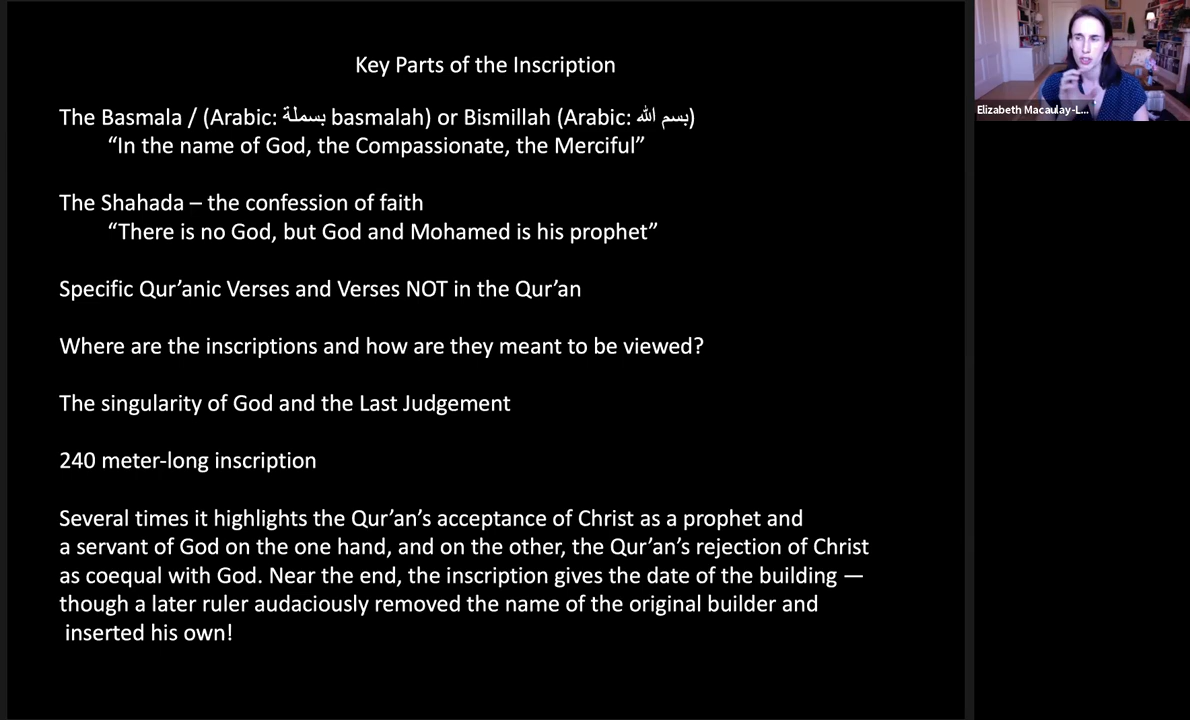 Key Parts of the Inscription
The Basmala / (Arabic: بسملة basmalah) or Bismillah (Arabic: بسم الله)
“In the name of God, the Compassionate, the Merciful”
The Shahada – the confession of faith
“There is no God, but God and Mohamed is his prophet”
Specific Qur’anic Verses and Verses NOT in the Qur’an
Where are the inscriptions and how are they meant to be viewed?
The singularity of God and the Last Judgement
240 meter-long inscription
Several times it highlights the Qur’an’s acceptance of Christ as a prophet and
a servant of God on the one hand, and on the other, the Qur’an’s rejection of Christ
as coequal with God. Near the end, the inscription gives the date of the building —
though a later ruler audaciously removed the name of the original builder and
inserted his own!
Elizabeth Macaulay-L...